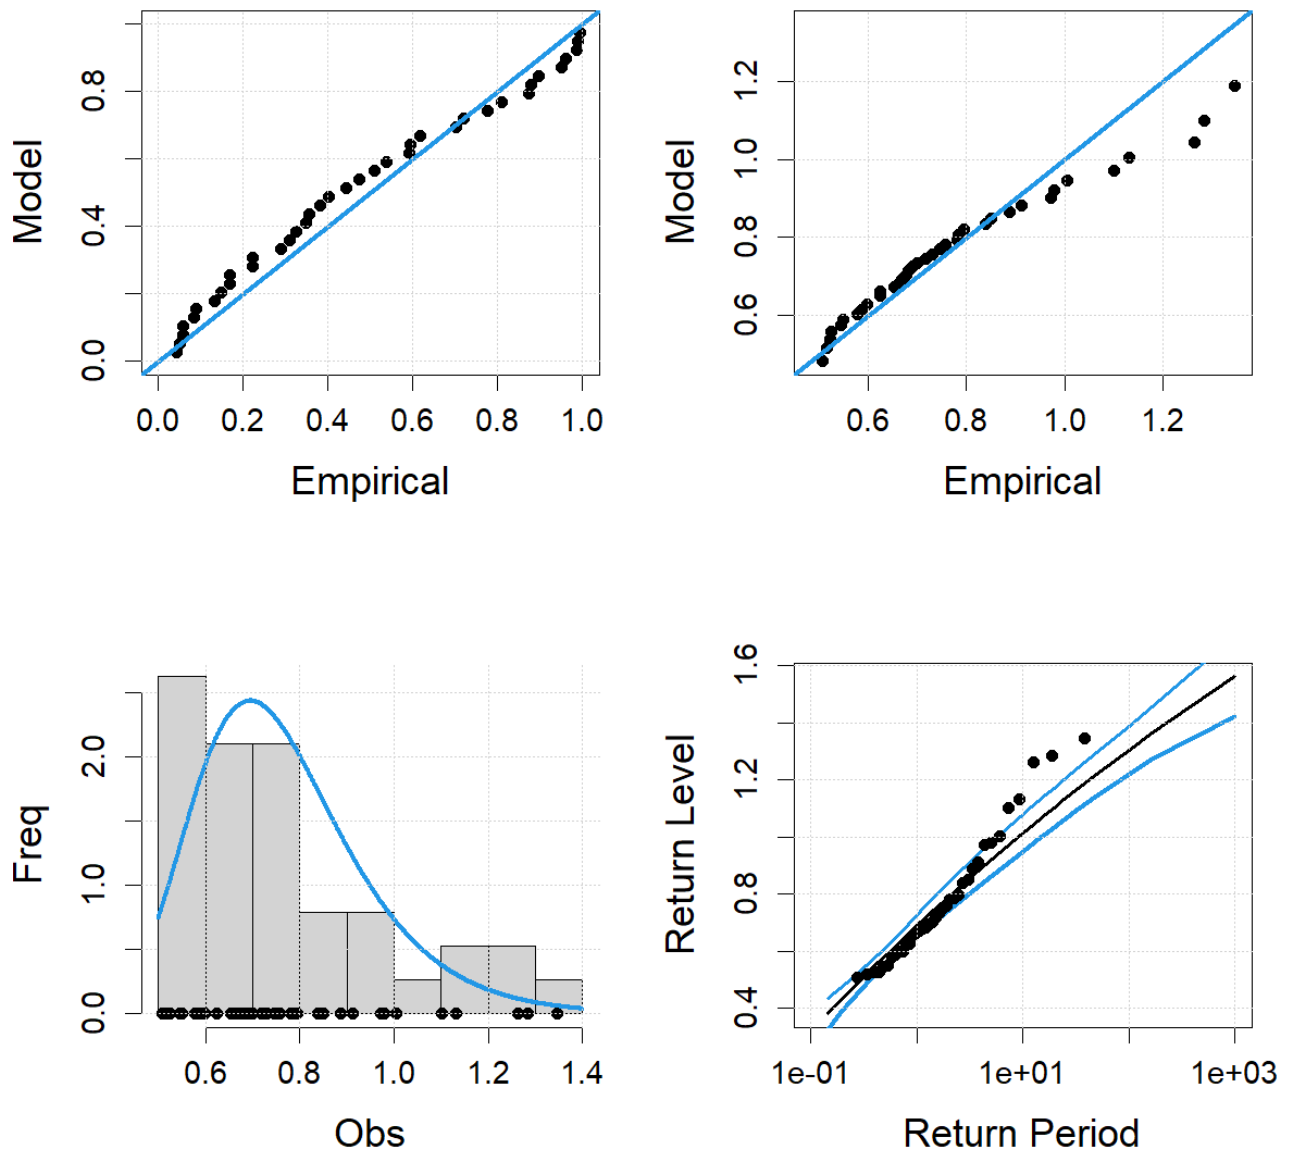 0.0 0.4 0.8
Model
0.0 0.2 0.4 0.6 0.8 1.0
Empirical
0.6 0.8 1.0 1.2
Model
0.6 0.8 1.0 1.2
Empirical
0.0 1.0 2.0
Freq
0.6 0.8 1.0 1.2 1.4
Obs
0.4 0.8 1.2 1.6
Return Level
1e-01 1e+01 1e+03
Return Period